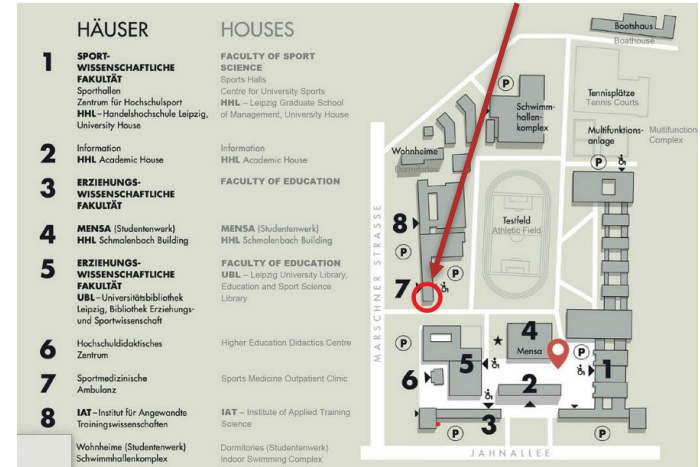 HÄUSER
HOUSES
1
SPORT-
WISSENSCHAFTLICHE
FAKULTÄT
Sporthallen
Zentrum für Hochschulsport
HHL – Handelshochschule Leipzig,
University House
FACULTY OF SPORT
SCIENCE
Sports Halls
Centre for University Sports
HHL – Leipzig Graduate School
of Management, University House
2
Information
HHL Academic House
Information
HHL Academic House
3
ERZIEHUNGS-
WISSENSCHAFTLICHE
FAKULTÄT
FACULTY OF EDUCATION
4
MENSA (Studentenwerk)
HHL Schmalenbach Building
MENSA (Studentenwerk)
HHL Schmalenbach Building
5
ERZIEHUNGS-
WISSENSCHAFTLICHE
FAKULTÄT
UBL – Universitätsbibliothek
Leipzig, Bibliothek Erziehungs-
und Sportwissenschaft
FACULTY OF EDUCATION
UBL – Leipzig University Library,
Education and Sport Science
Library
6
Hochschuldidaktisches
Zentrum
Higher Education Didactics Centre
7
Sportmedizinische
Ambulanz
Sports Medicine Outpatient Clinic
8
IAT – Institut für Angewandte
Trainingswissenschaften
IAT – Institute of Applied Training
Science
Wohnheime (Studentenwerk)
Schwimmhallenkomplex
Dormitories (Studentenwerk)
Indoor Swimming Complex
Bootshaus
Boathouse
P
Tennisplätze
Tennis Courts
Schwimm-
hallen-
komplex
Multifunktions-
anlage
Multifunction
Complex
P
Wohnheime
Dormitories
8
Testfeld
Athletic Field
P
P
7
MARSCHNER STRASSE
P
4
Mensa
P
5
1
6
2
3
P
P
JAHNALLEE